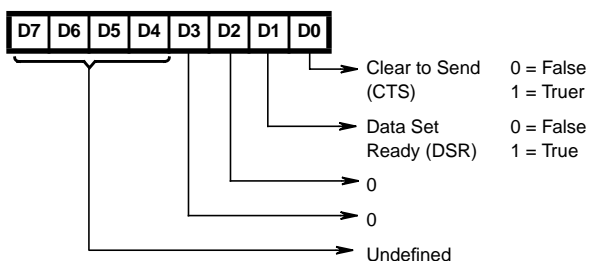 D7 D6 D5 D4 D3 D2 D1 D0
Clear to Send 0 = False
(CTS) 1 = Truer
Data Set 0 = False
Ready (DSR) 1 = True
0
0
Undefined